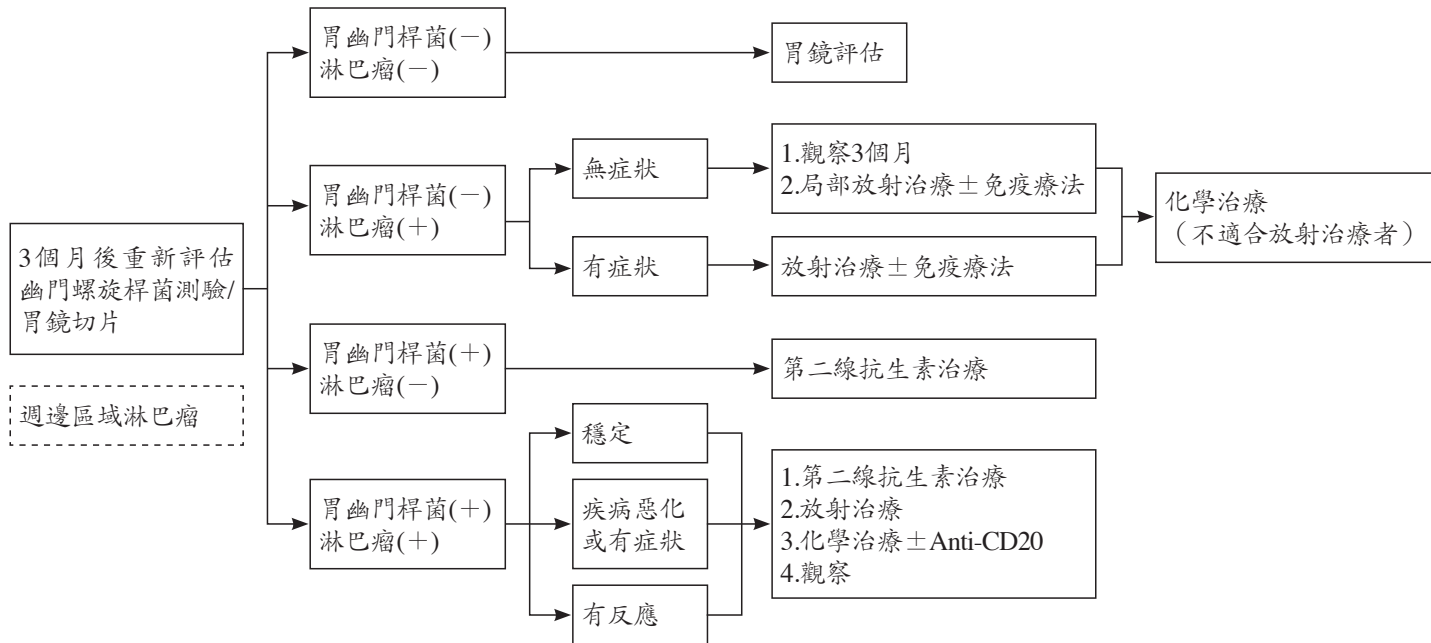 3個月後重新評估
幽門螺旋桿菌測驗/
胃鏡切片
週邊區域淋巴瘤
胃幽門桿菌(－)
淋巴瘤(－)
胃鏡評估
胃幽門桿菌(－)
淋巴瘤(＋)
無症狀
1.觀察3個月
2.局部放射治療±免疫療法
有症狀
放射治療±免疫療法
化學治療
（不適合放射治療者）
胃幽門桿菌(＋)
淋巴瘤(－)
第二線抗生素治療
胃幽門桿菌(＋)
淋巴瘤(＋)
穩定
疾病惡化
或有症狀
有反應
1.第二線抗生素治療
2.放射治療
3.化學治療±Anti-CD20
4.觀察